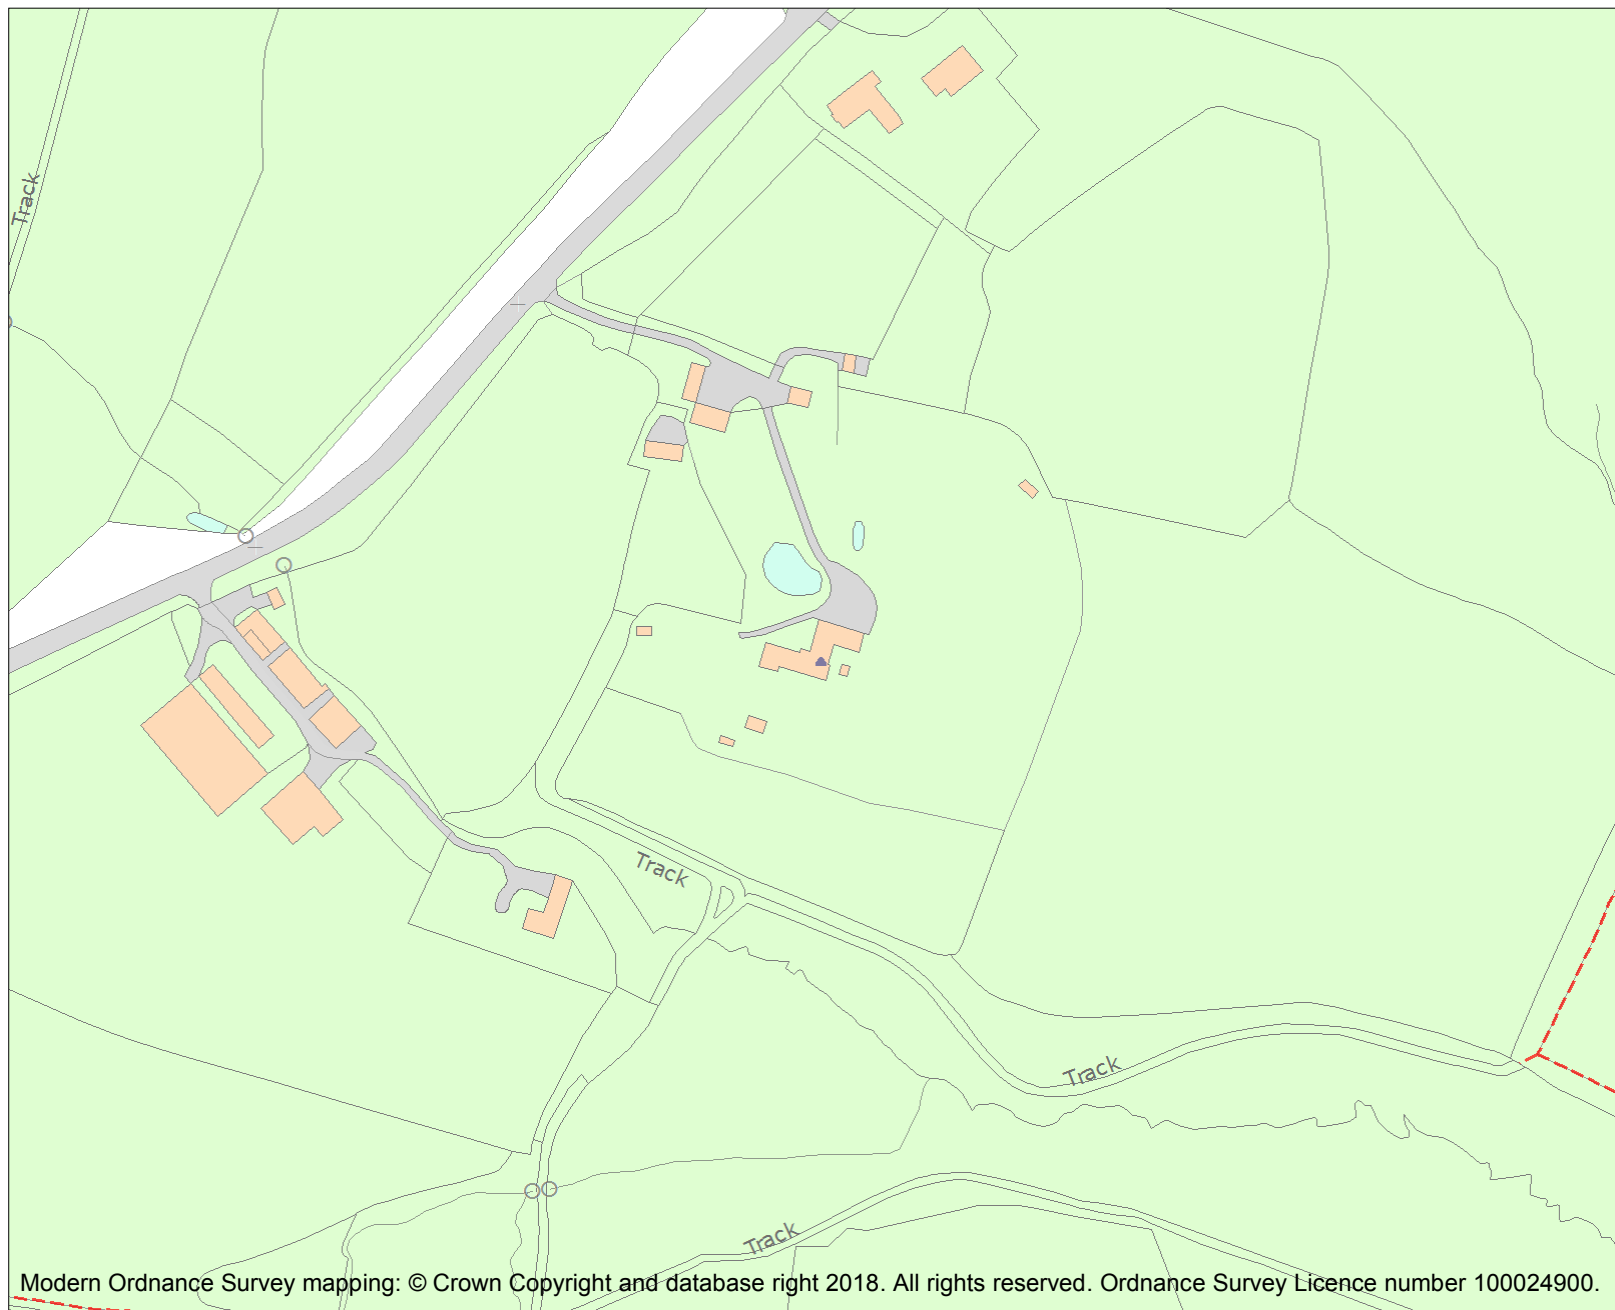 Track
Track
Track
Track
Modern Ordnance Survey mapping: © Crown Copyright and database right 2018. All rights reserved. Ordnance Survey Licence number 100024900.